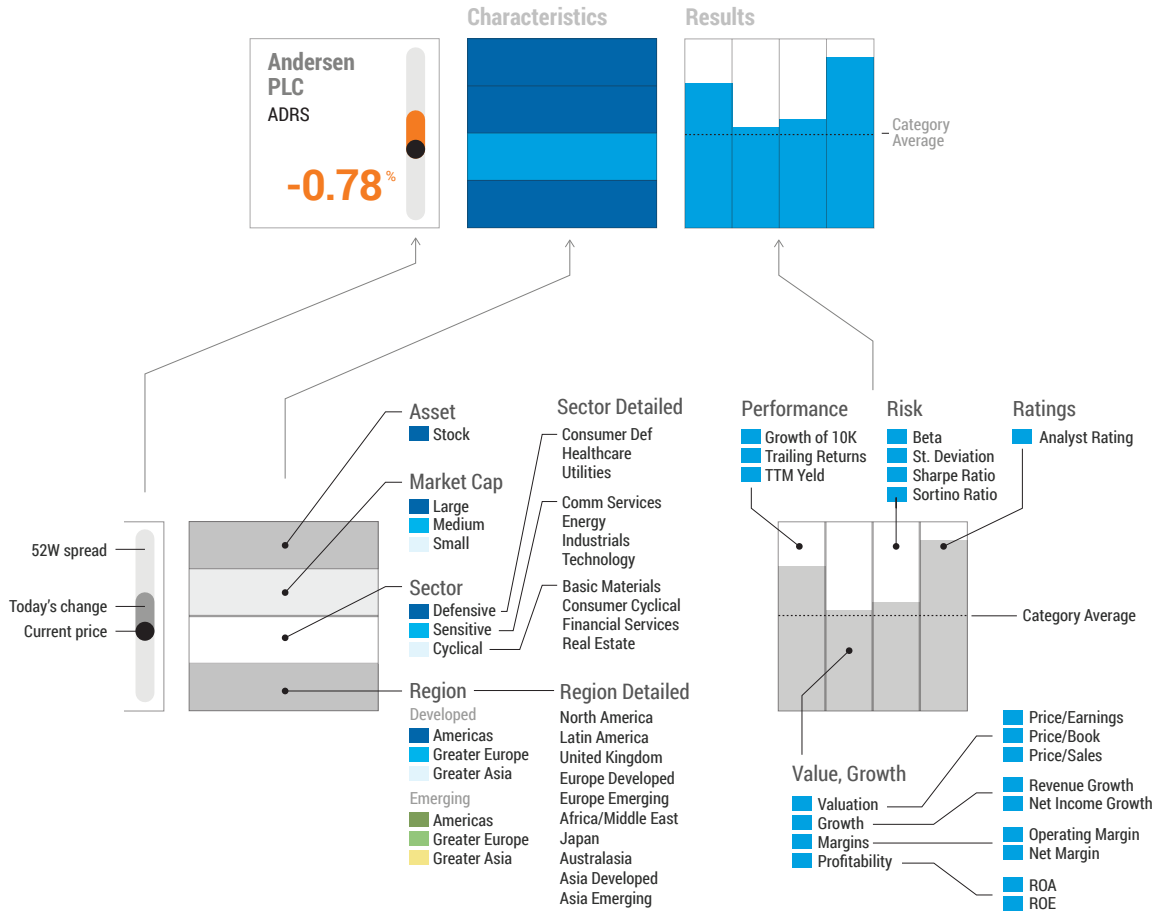 Characteristics
Results
Andersen
PLC
ADRS
-0.78%
Category
Average
Asset
Stock
Market Cap
Large
Medium
Small
Sector
Defensive
Sensitive
Cyclical
Region
Developed
Americas
Greater Europe
Greater Asia
Emerging
Americas
Greater Europe
Greater Asia
52W spread
Today's change
Current price
Sector Detailed
Consumer Def
Healthcare
Utilities
Comm Services
Energy
Industrials
Technology
Basic Materials
Consumer Cyclical
Financial Services
Real Estate
Region Detailed
North America
Latin America
United Kingdom
Europe Developed
Europe Emerging
Africa/Middle East
Japan
Australasia
Asia Developed
Asia Emerging
Performance
Growth of 10K
Trailing Returns
TTM Yeld
Risk
Beta
St. Deviation
Sharpe Ratio
Sortino Ratio
Ratings
Analyst Rating
Category Average
Value, Growth
Valuation
Growth
Margins
Profitability
Price/Earnings
Price/Book
Price/Sales
Revenue Growth
Net Income Growth
Operating Margin
Net Margin
ROA
ROE